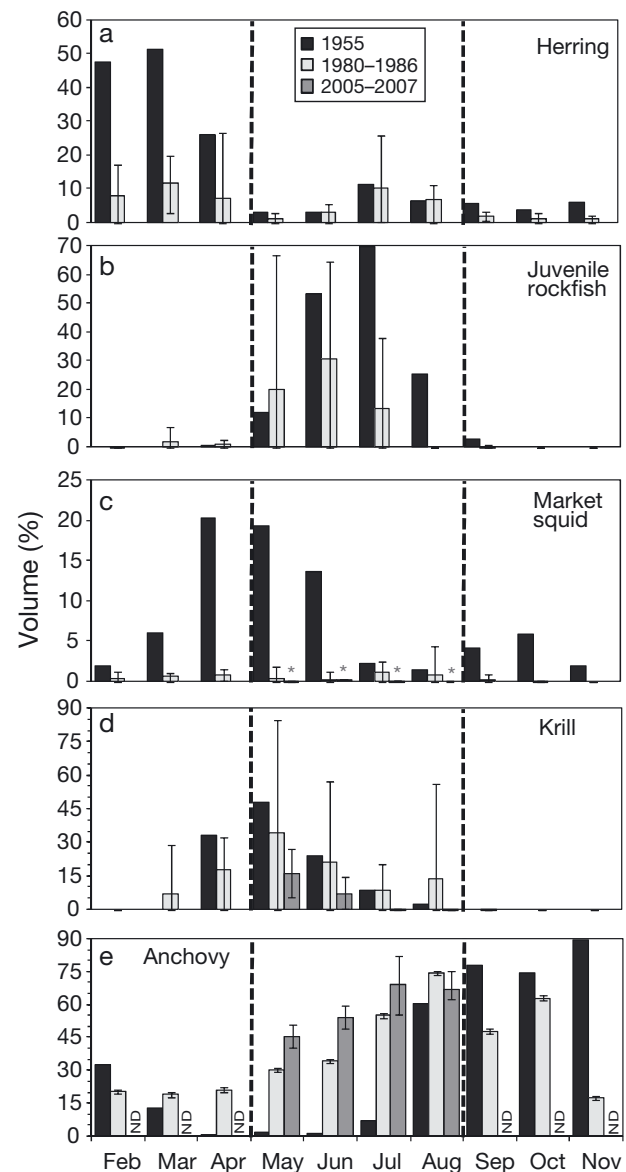 a
1955
1980–1986
2005–2007
Herring
60
50
40
30
20
10
0
b
Juvenile
rockfish
70
60
50
40
30
20
10
0
Volume (%)
c
Market
squid
25
20
15
10
5
0
* * * *
d
Krill
90
75
60
45
30
15
0
e
Anchovy
90
75
60
45
30
15
0
ND ND ND ND ND ND
Feb Mar Apr May Jun Jul Aug Sep Oct Nov